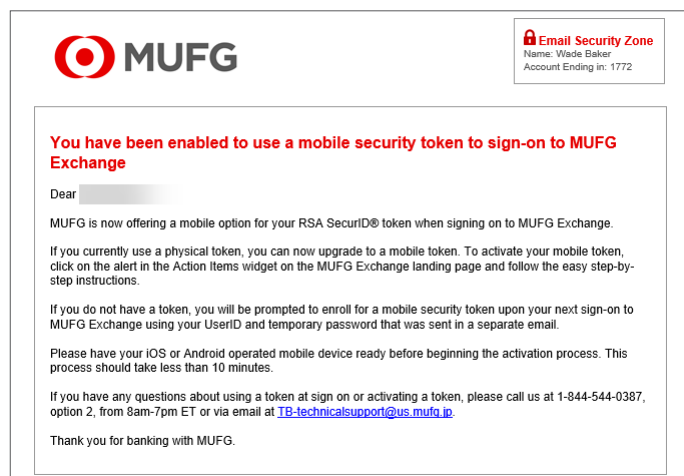 MUFG
Email Security Zone
Name: Wade Baker
Account Ending in: 1772
You have been enabled to use a mobile security token to sign-on to MUFG
Exchange
Dear
MUFG is now offering a mobile option for your RSA SecurID® token when signing on to MUFG Exchange.
If you currently use a physical token, you can now upgrade to a mobile token. To activate your mobile token,
click on the alert in the Action Items widget on the MUFG Exchange landing page and follow the easy step-by-
step instructions.
If you do not have a token, you will be prompted to enroll for a mobile security token upon your next sign-on to
MUFG Exchange using your UserID and temporary password that was sent in a separate email.
Please have your iOS or Android operated mobile device ready before beginning the activation process. This
process should take less than 10 minutes.
If you have any questions about using a token at sign on or activating a token, please call us at 1-844-544-0387,
option 2, from 8am-7pm ET or via email at TB-technicalsupport@us.mufg.jp.
Thank you for banking with MUFG.